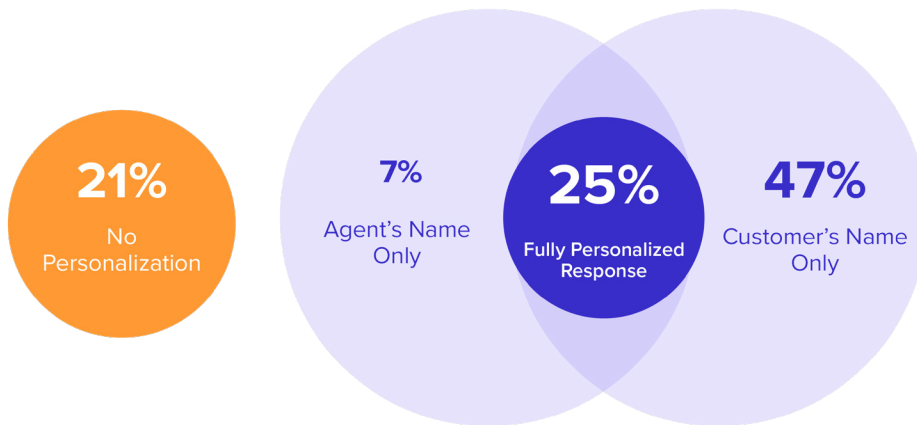 21%
No
Personalization
7%
Agent’s Name
Only
25%
Fully Personalized
Response
47%
Customer’s Name
Only